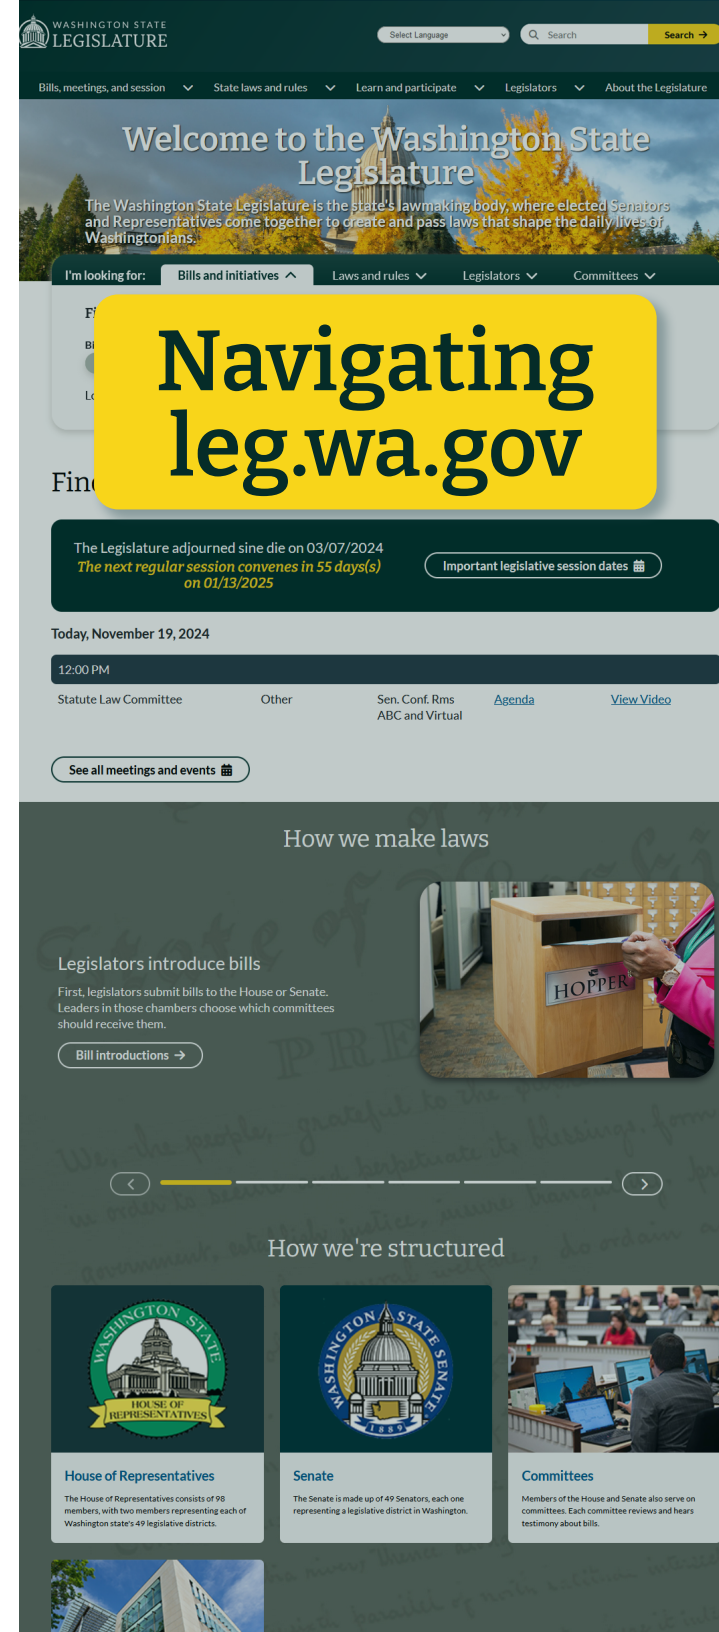 WASHINGTON STATE
LEGISLATURE
Select Language
Search
Search →
Bills, meetings, and session
State laws and rules
Learn and participate
Legislators
About the Legislature
Welcome to the Washington State
Legislature
The Washington State Legislature is the state's lawmaking body, where elected Senators
and Representatives come together to create and pass laws that shape the daily lives of
Washingtonians.
I'm looking for:
Bills and initiatives
Laws and rules
Legislators
Committees
Navigating
leg.wa.gov
The Legislature adjourned sine die on 03/07/2024
The next regular session convenes in 55 days(s)
on 01/13/2025
Important legislative session dates
Today, November 19, 2024
12:00 PM
Statute Law Committee
Other
Sen. Conf. Rms
ABC and Virtual
Agenda
View Video
See all meetings and events
How we make laws
Legislators introduce bills
First, legislators submit bills to the House or Senate.
Leaders in those chambers choose which committees
should receive them.
Bill introductions →
HOPPER
How we're structured
WASHINGTON STATE
HOUSE OF
REPRESENTATIVES
WASHINGTON STATE SENATE
1889
House of Representatives
The House of Representatives consists of 98
members, with two members representing each of
Washington state's 49 legislative districts.
Senate
The Senate is made up of 49 Senators, each one
representing a legislative district in Washington.
Committees
Members of the House and Senate also serve on
committees. Each committee reviews and hears
testimony about bills.